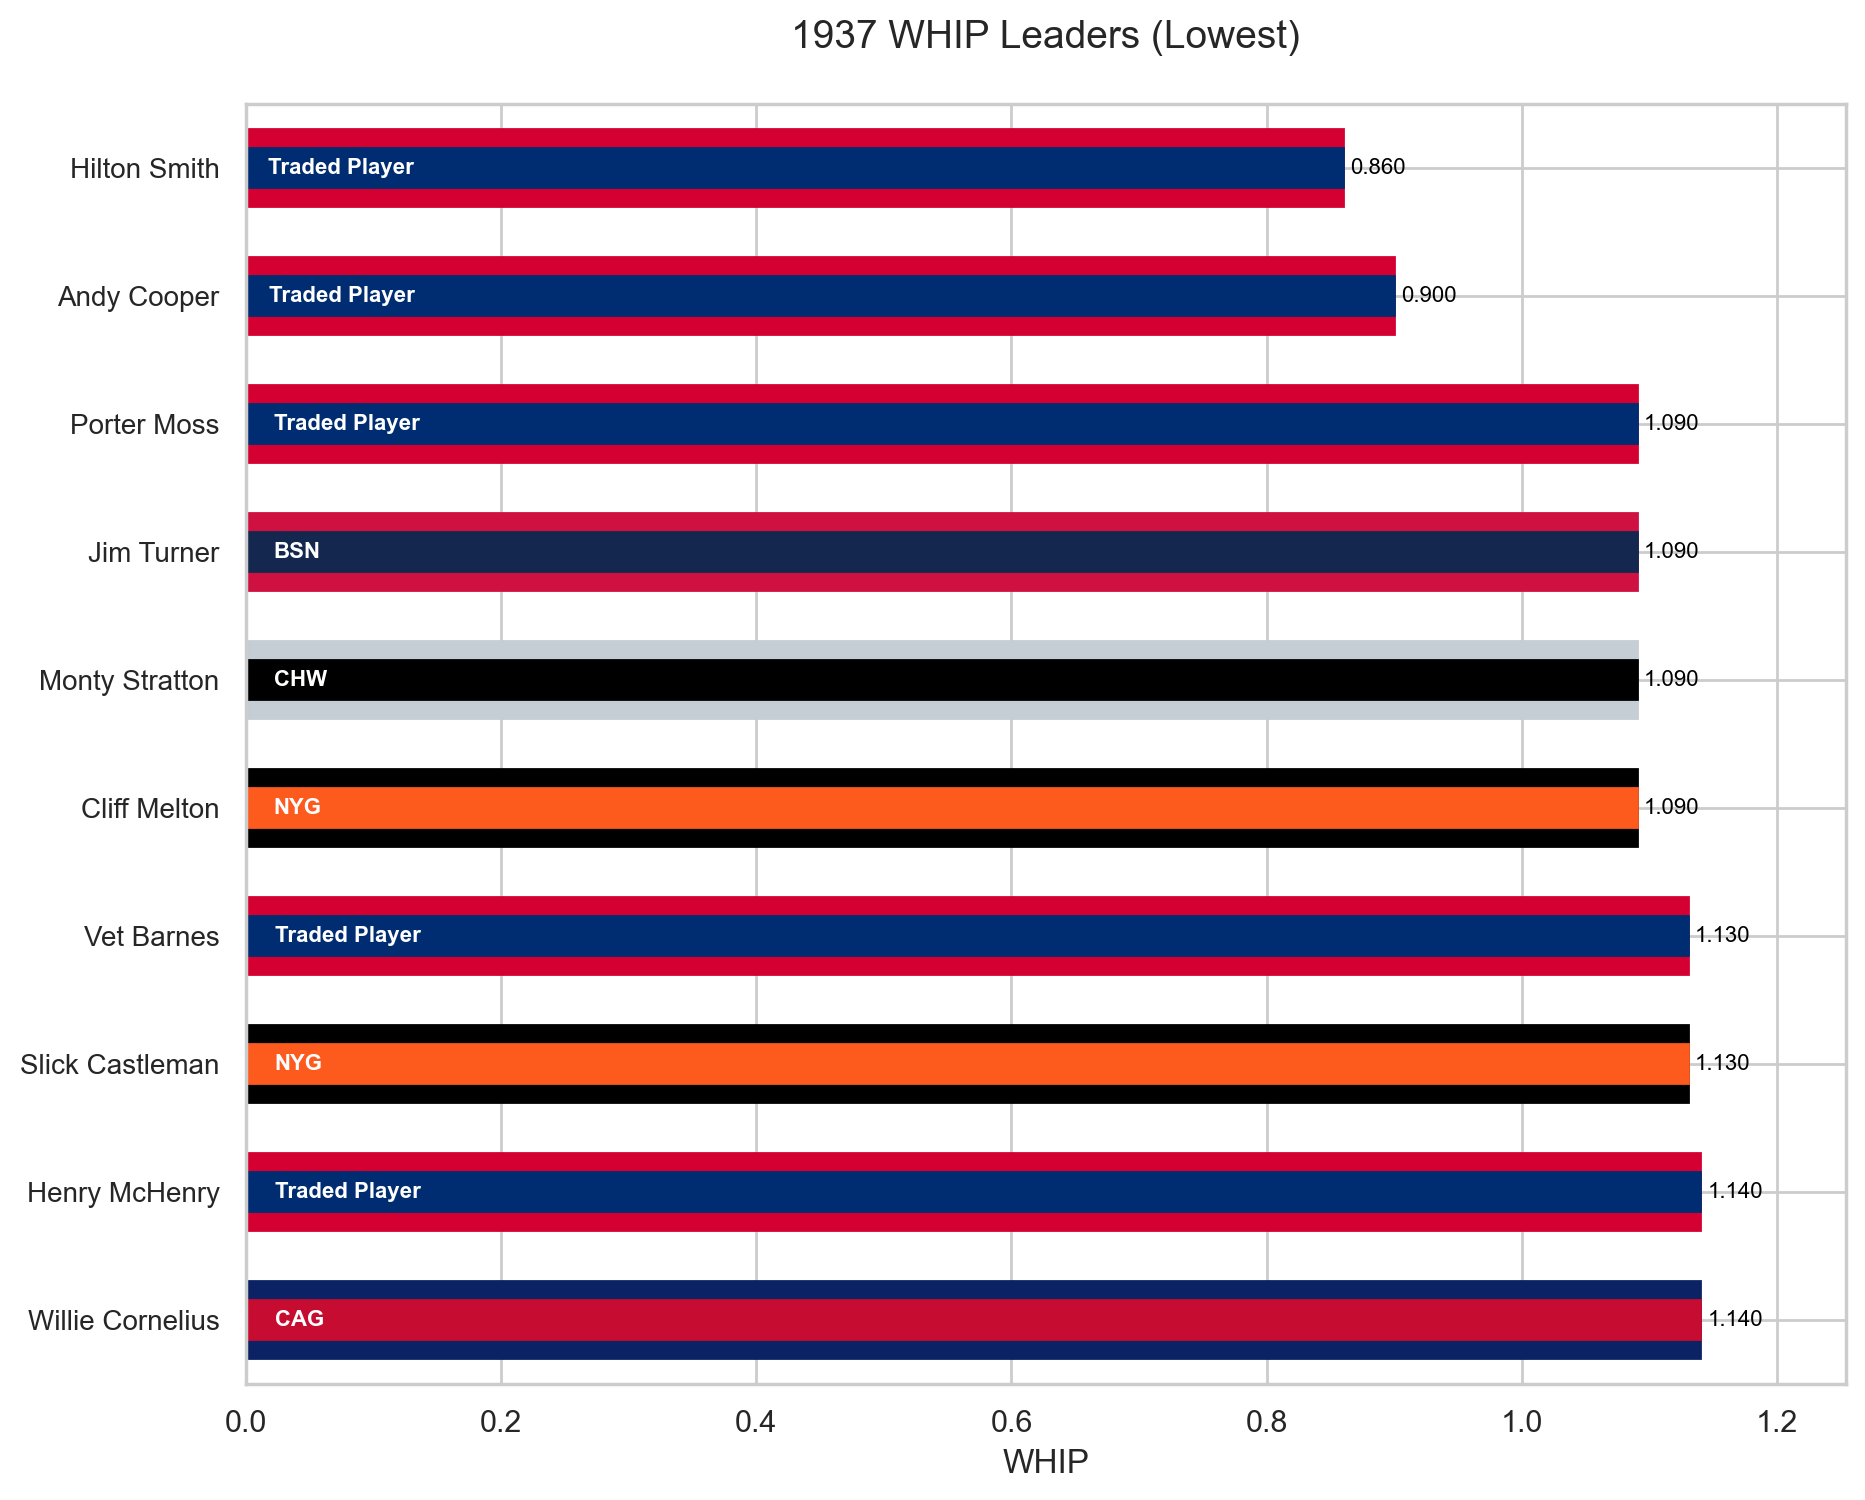 1937 WHIP Leaders (Lowest)
Hilton Smith
Traded Player
0.860
Andy Cooper
Traded Player
0.900
Porter Moss
Traded Player
1.090
Jim Turner
BSN
1.090
Monty Stratton
CHW
1.090
Cliff Melton
NYG
1.090
Vet Barnes
Traded Player
1.130
Slick Castleman
NYG
1.130
Henry McHenry
Traded Player
1.140
Willie Cornelius
CAG
1.140
0.0 0.2 0.4 0.6 0.8 1.0 1.2
WHIP